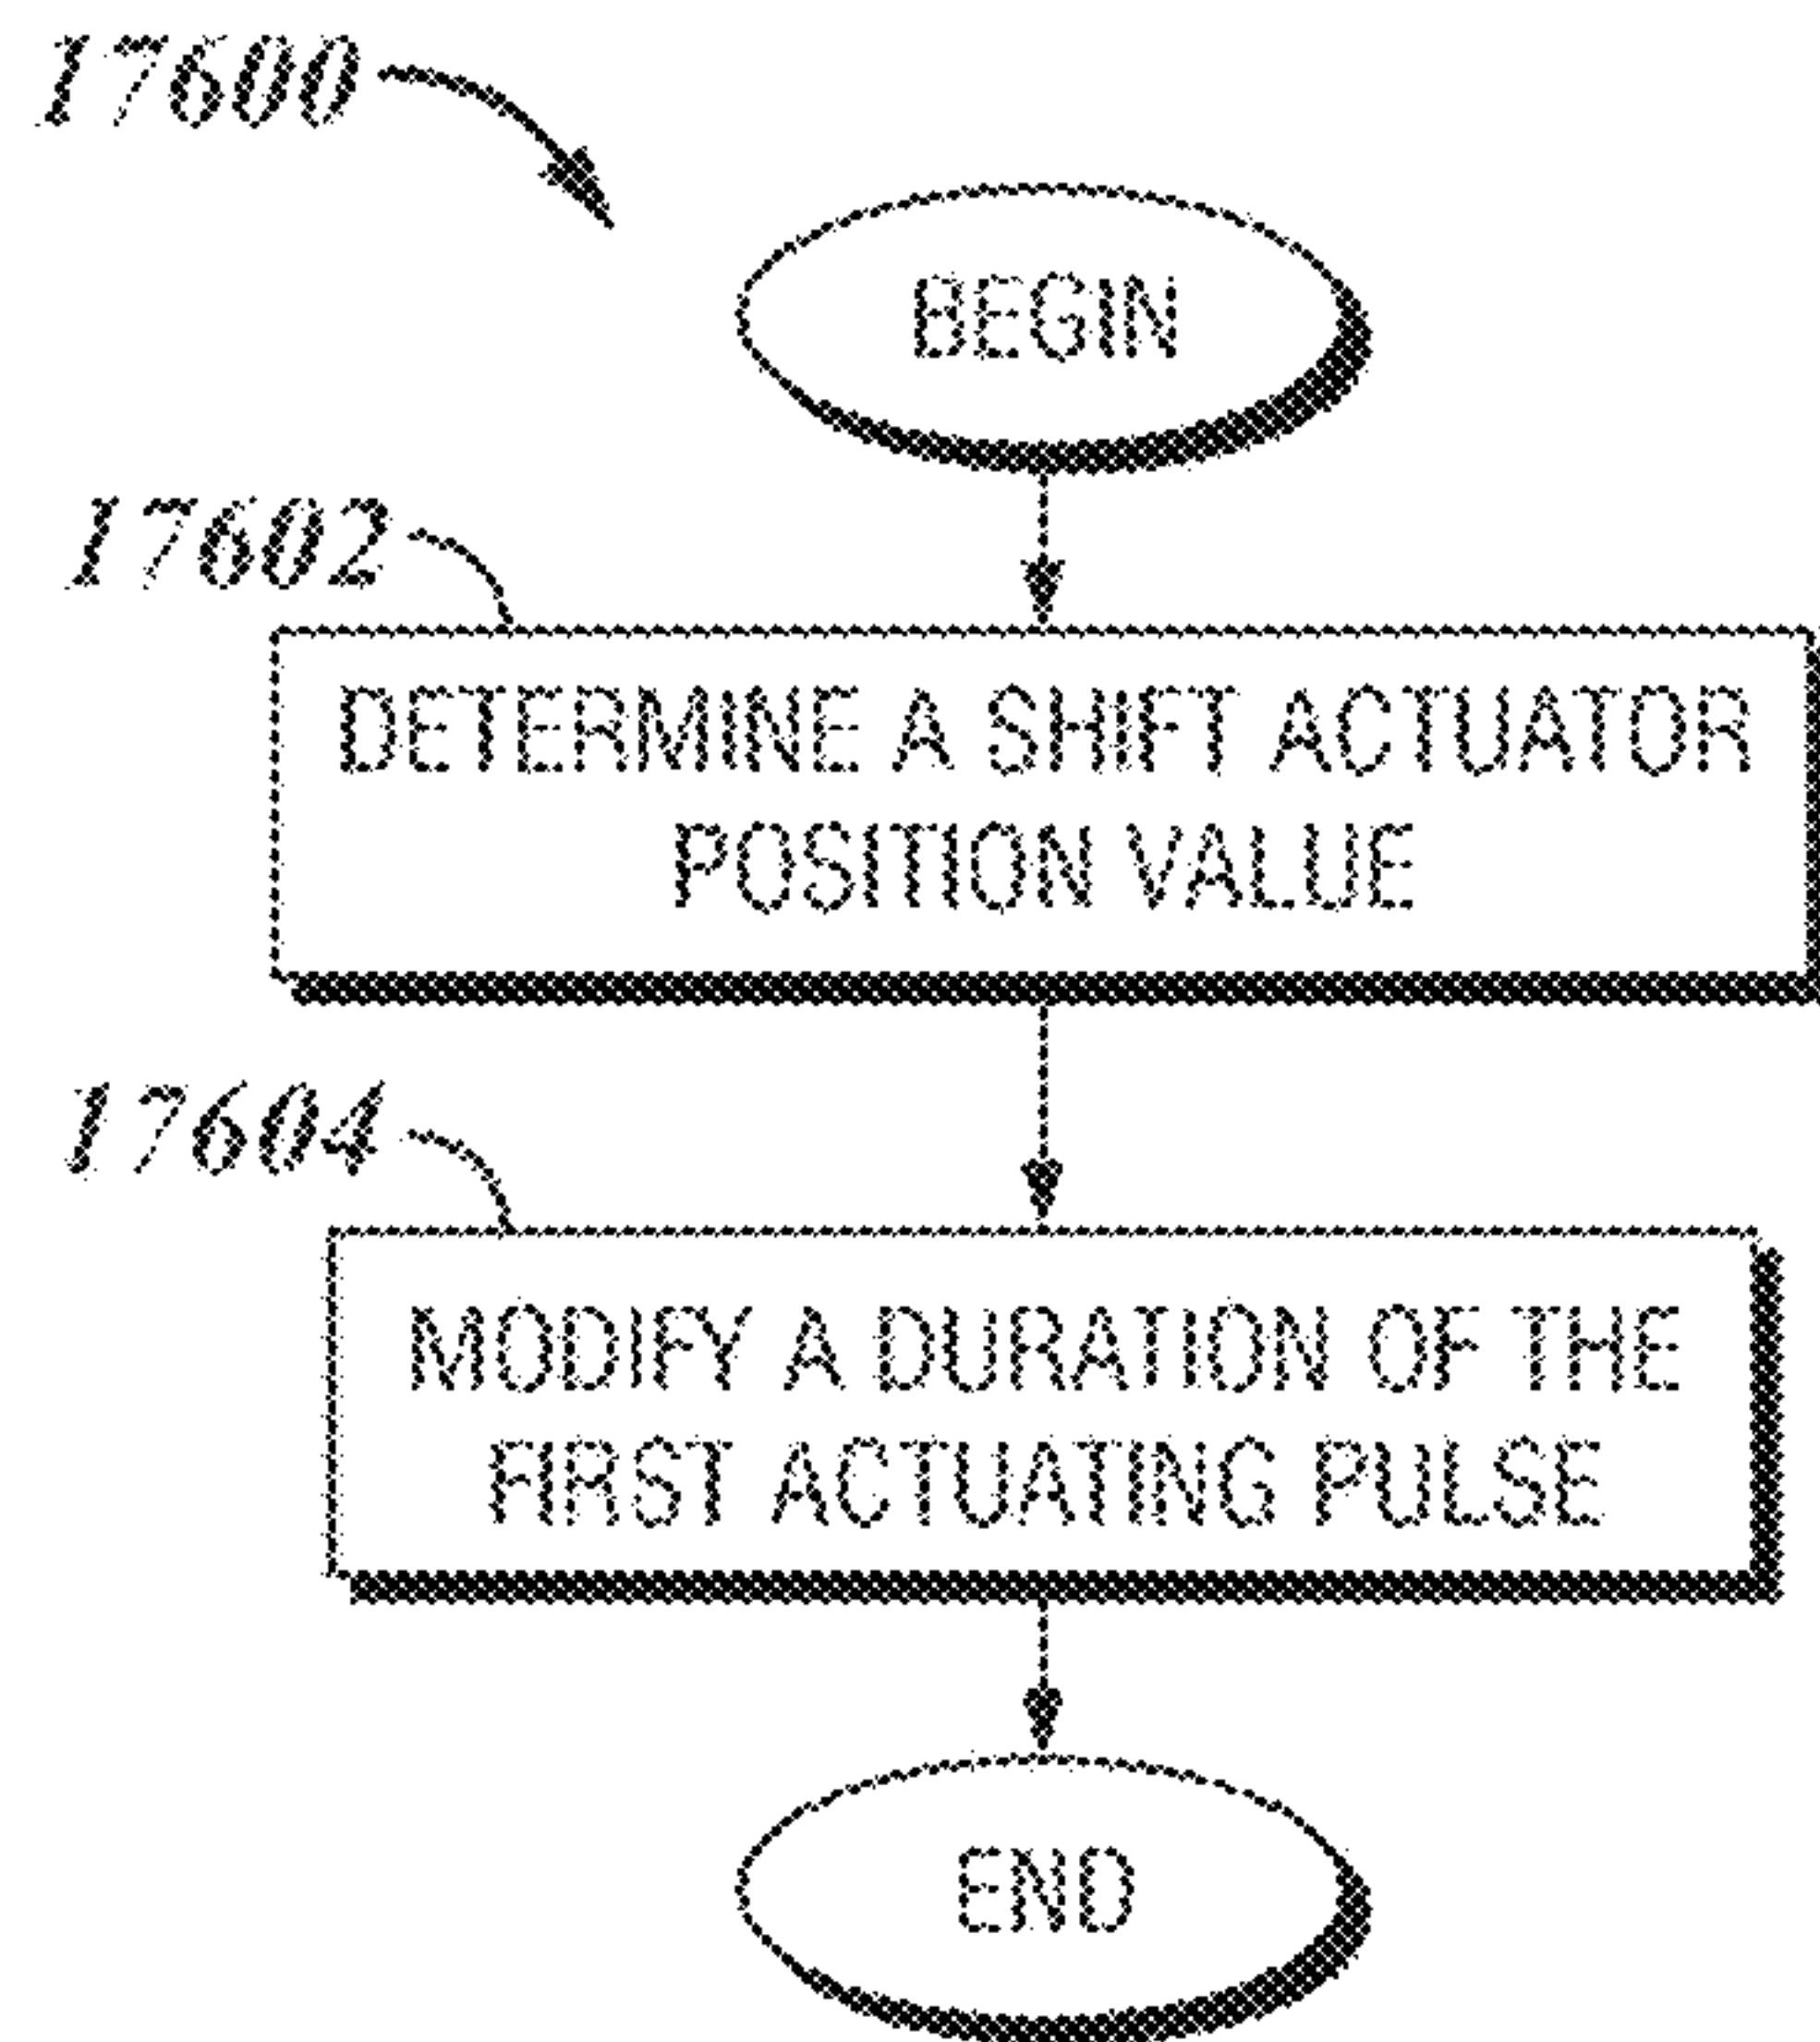 17600
BEGIN
17602
DETERMINE A SHIFT ACTUATOR
POSITION VALUE
17604
MODIFY A DURATION OF THE
FIRST ACTUATING PULSE
END